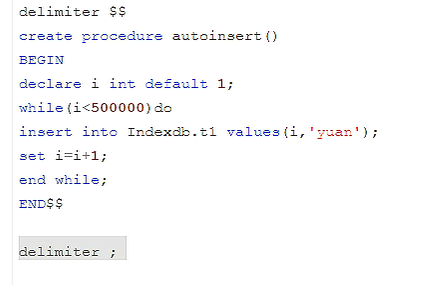 delimiter $$
create procedure autoinsert()
BEGIN
declare i int default 1;
while(i<500000)do
insert into Indexdb.t1 values(i,'yuan');
set i=i+1;
end while;
END$$
delimiter ;